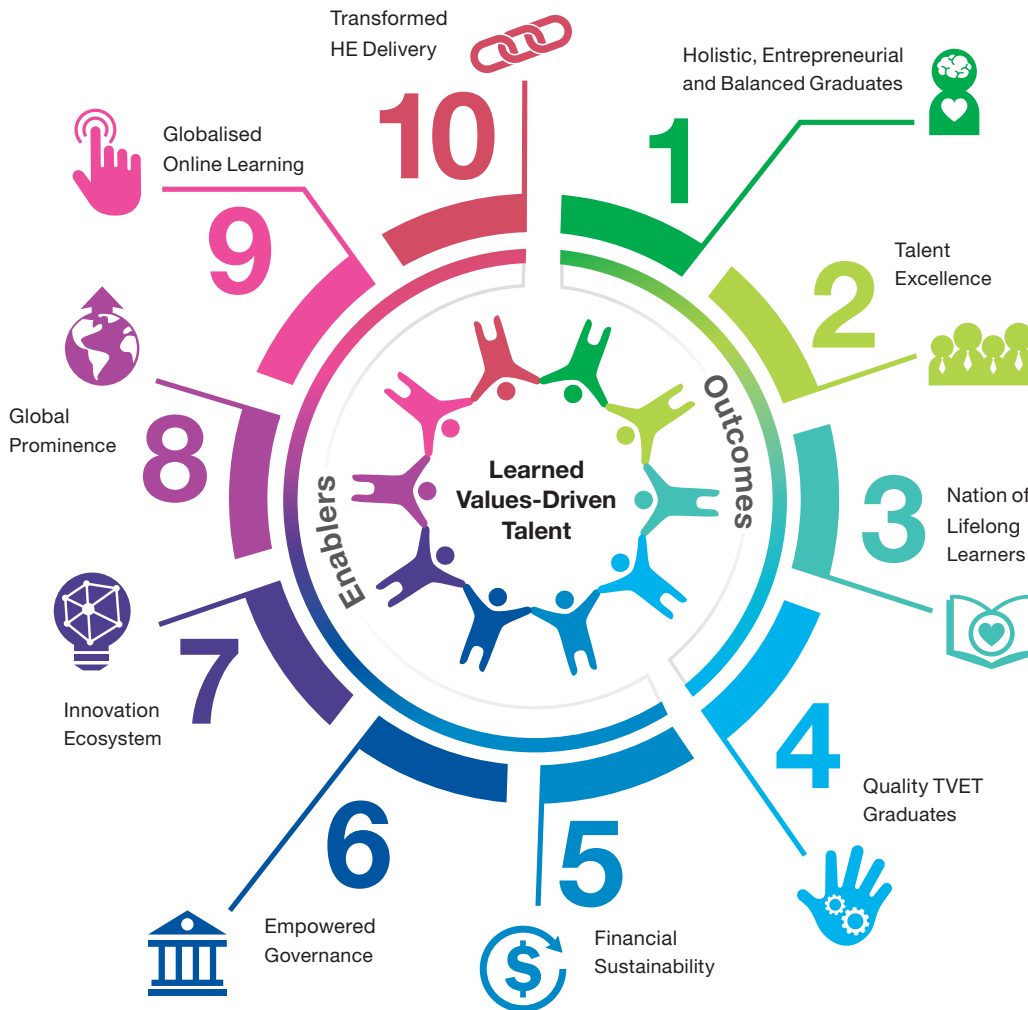 Transformed
HE Delivery
10
Holistic, Entrepreneurial
and Balanced Graduates
1
Globalised
Online Learning
9
Talent
Excellence
2
Global
Prominence
8
Nation of
Lifelong
Learners
3
Outcomes
Enablers
Learned
Values-Driven
Talent
Innovation
Ecosystem
7
4
Quality TVET
Graduates
6
Empowered
Governance
5
Financial
Sustainability
$